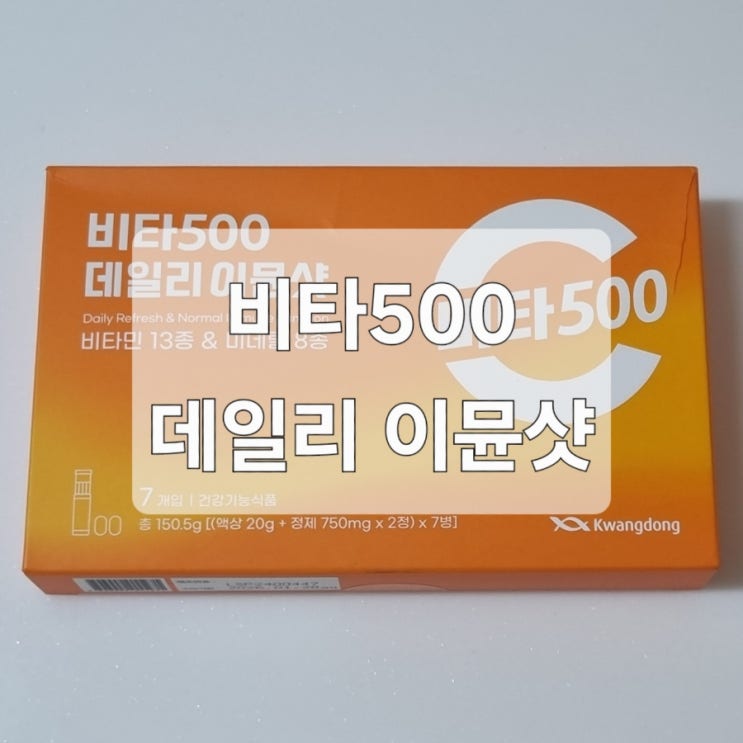 비타500
데일리 이뮨샷
Daily Refresh & Normal
비타민 13종 & 미네랄 8종
비타500
비타500
데일리 이뮨샷
7개입 | 건강기능식품
총 150.5g [(액상 20g + 정제 750mg x 2정) x 7병]
Kwangdong